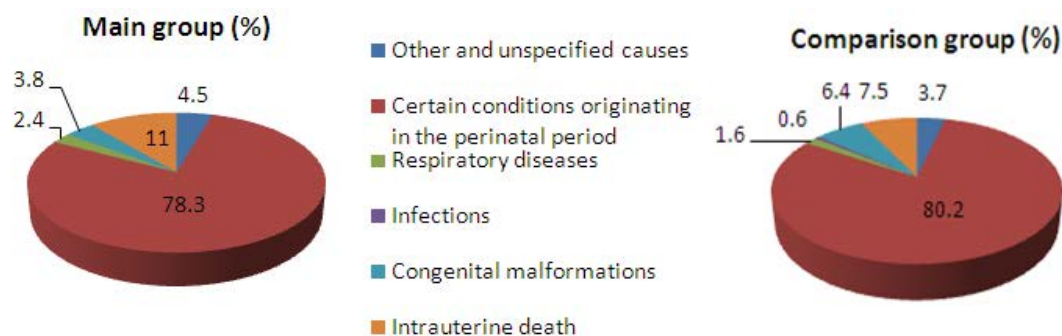 Main group (%)
3.8
4.5
2.4
11
78.3
Other and unspecified causes
Certain conditions originating
in the perinatal period
Respiratory diseases
Infections
Congenital malformations
Intrauterine death
Comparison group (%)
6.4
7.5
3.7
0.6
1.6
80.2